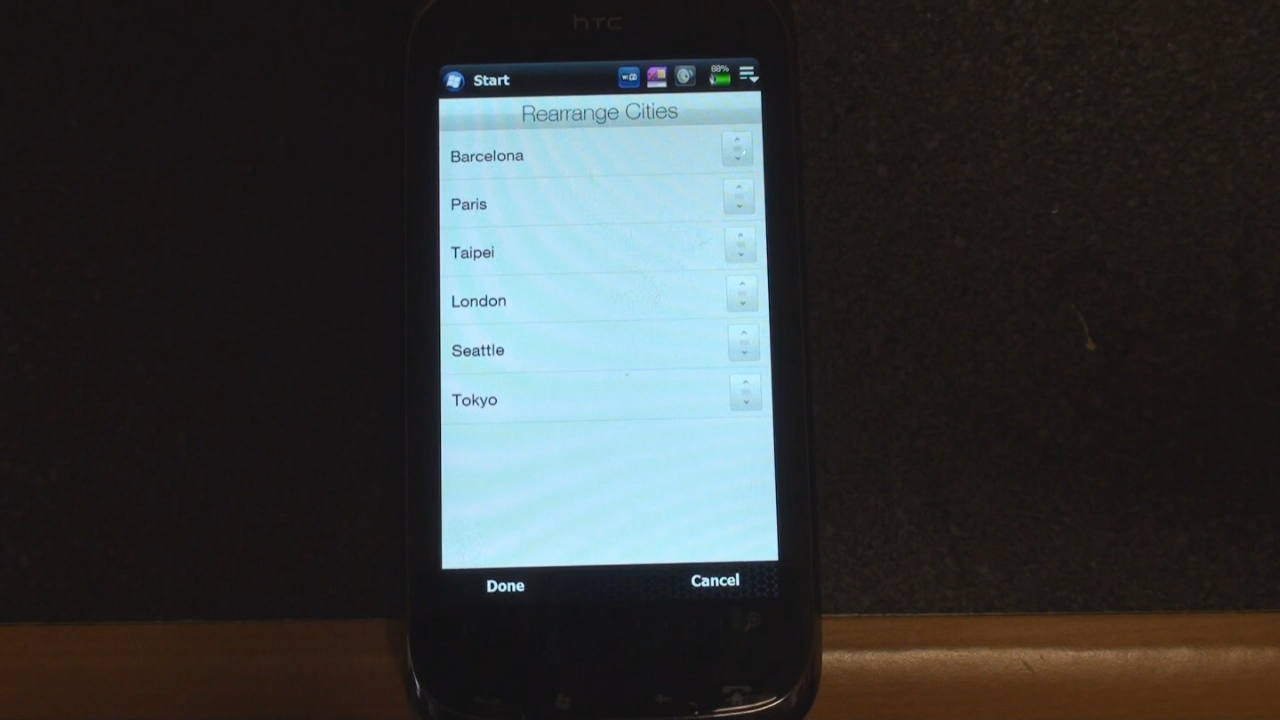 hTC
Start
88%
Rearrange Cities
Barcelona
Paris
Taipei
London
Seattle
Tokyo
Done
Cancel